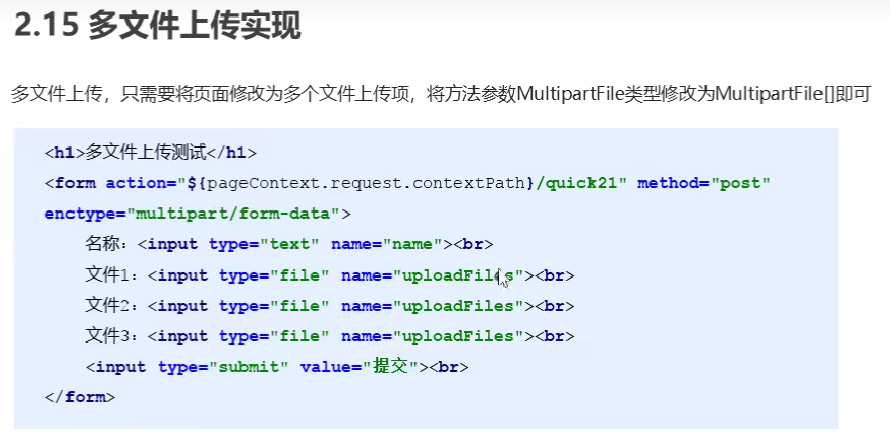 2.15 多文件上传实现
多文件上传，只需要将页面修改为多个文件上传项，将方法参数MultipartFile类型修改为MultipartFile[]即可
<h1>多文件上传测试</h1>
<form action="${pageContext.request.contextPath}/quick21" method="post"
enctype="multipart/form-data">
名称：<input type="text" name="name"><br>
文件1：<input type="file" name="uploadFiles"><br>
文件2：<input type="file" name="uploadFiles"><br>
文件3：<input type="file" name="uploadFiles"><br>
<input type="submit" value="提交"><br>
</form>